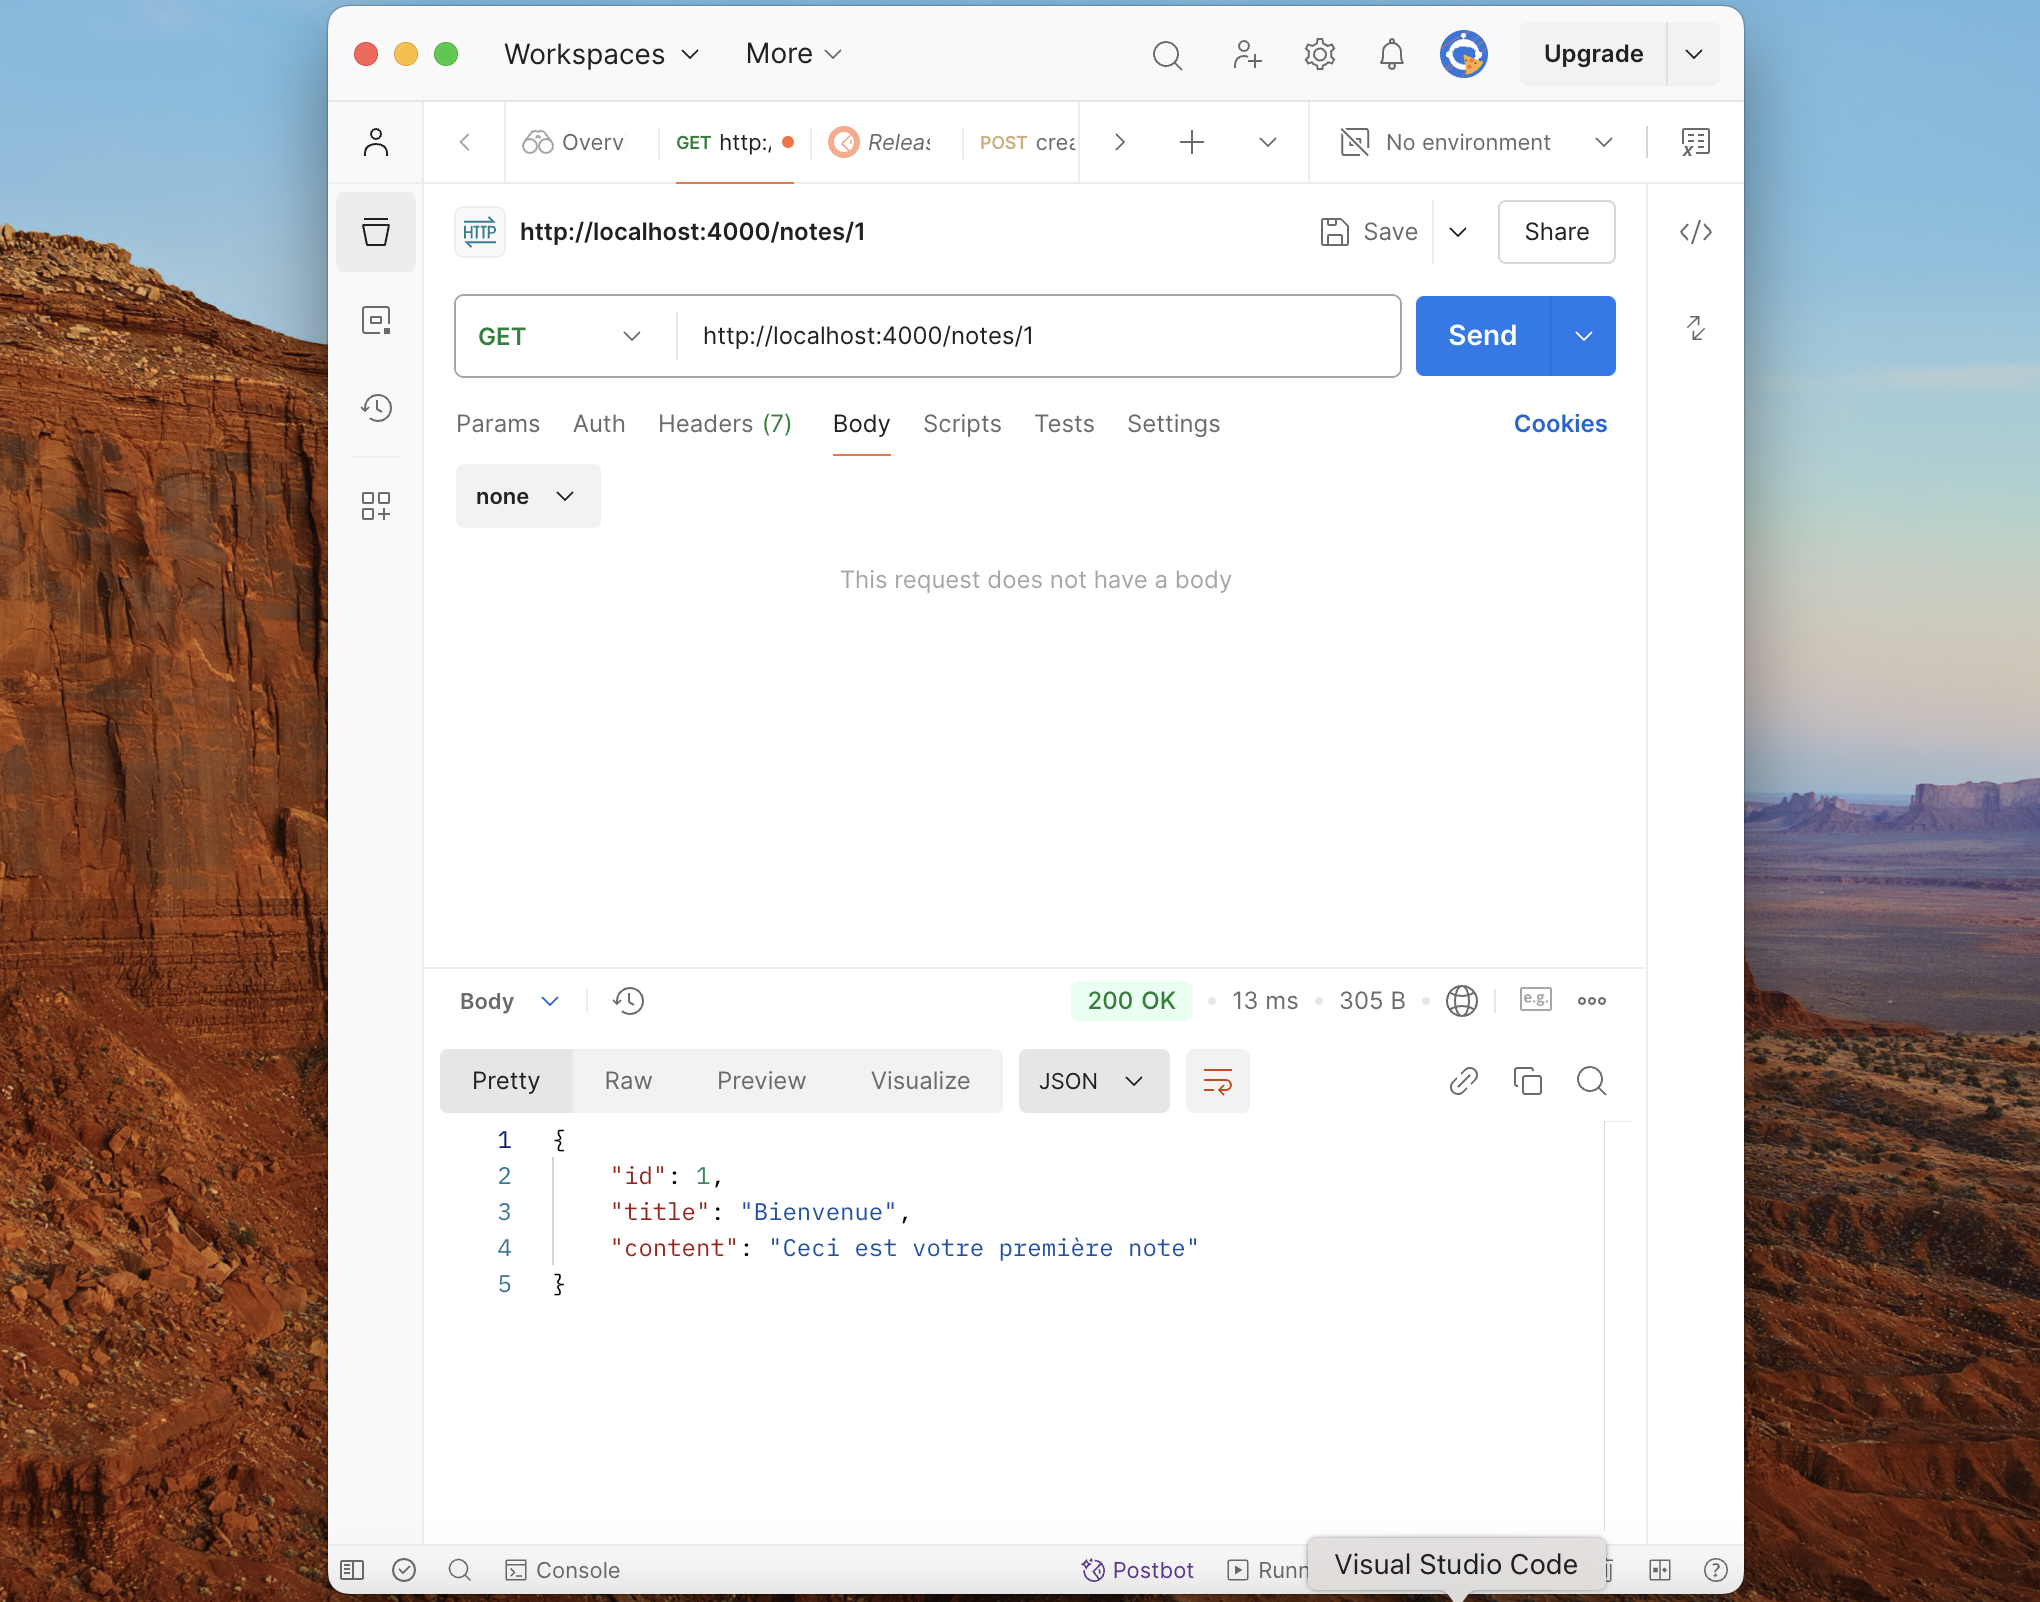 Workspaces More Upgrade
Overv GET http:/ Releas POST crea No environment
HTTP http://localhost:4000/notes/1 Save Share
GET http://localhost:4000/notes/1 Send
Params Auth Headers (7) Body Scripts Tests Settings Cookies
none
This request does not have a body
Body 200 OK 13 ms 305 B e.g.
Pretty Raw Preview Visualize JSON
1 {
2 "id": 1,
3 "title": "Bienvenue",
4 "content": "Ceci est votre première note"
5 }
Console Postbot Runn Visual Studio Code